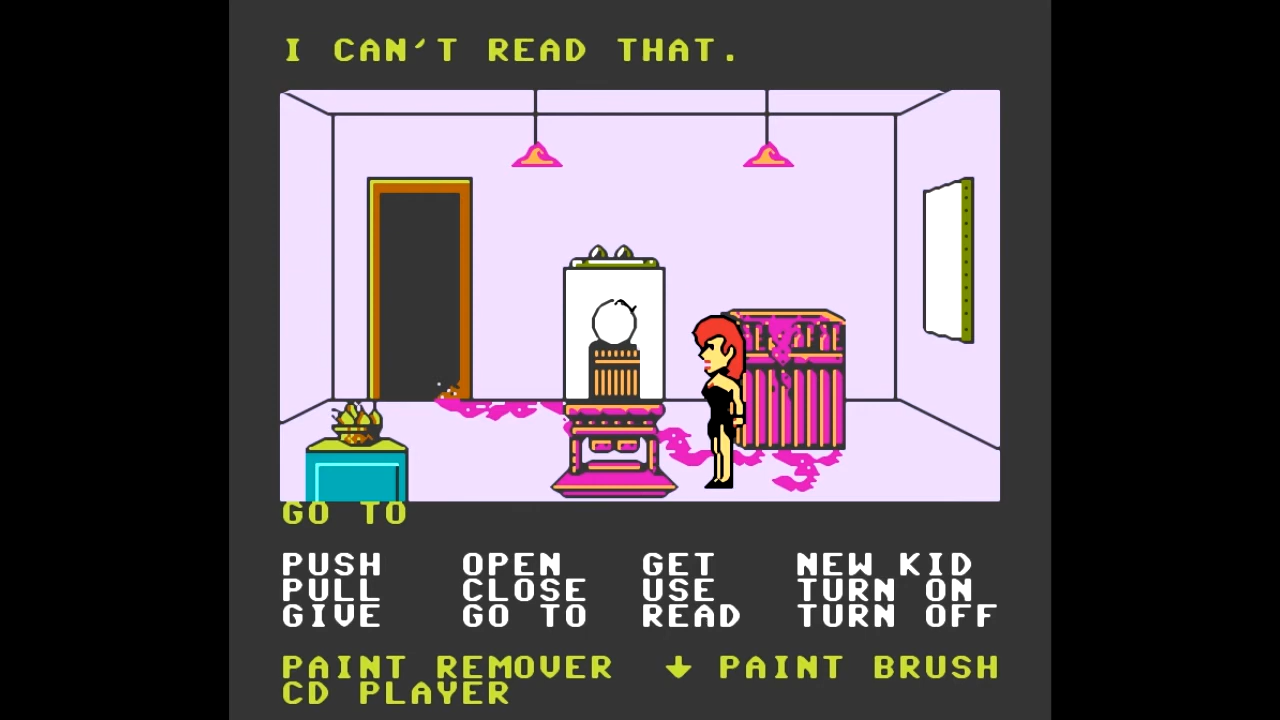 I CAN'T READ THAT.
GO TO
PUSH OPEN GET NEW KID
PULL CLOSE USE TURN ON
GIVE GO TO READ TURN OFF
PAINT REMOVER ↓ PAINT BRUSH
CD PLAYER